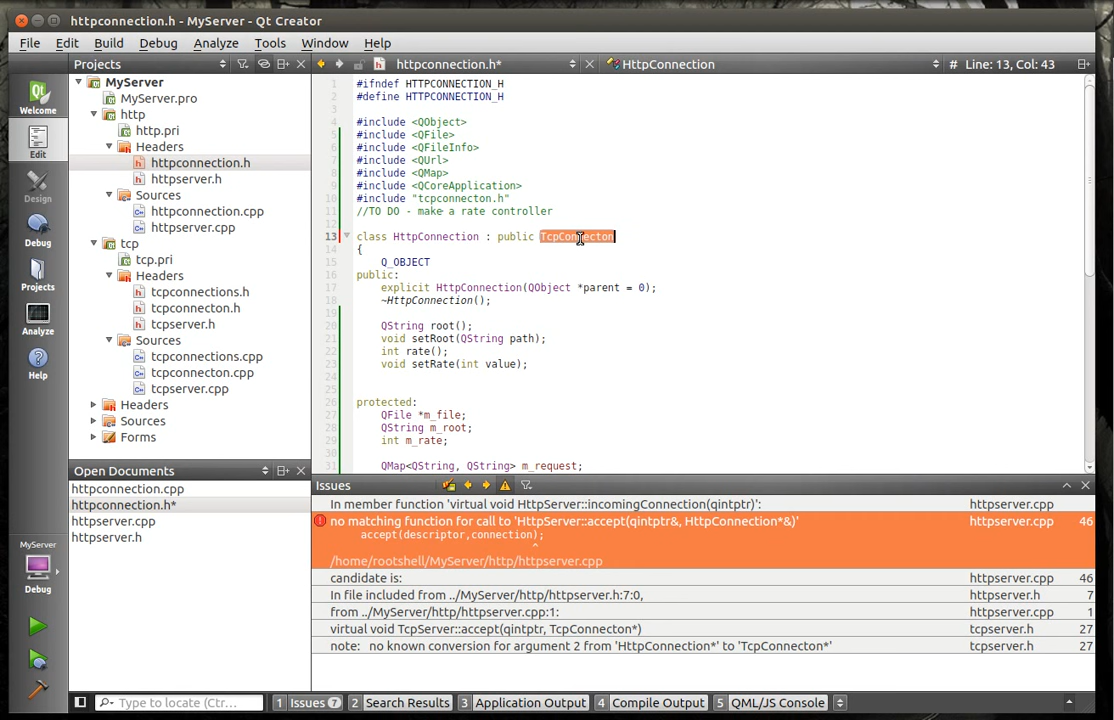 httpconnection.h - MyServer - Qt Creator
File Edit Build Debug Analyze Tools Window Help
Projects
httpconnection.h*
HttpConnection
# Line: 13, Col: 43
Welcome
Edit
Design
Debug
Projects
Analyze
Help
MyServer
MyServer.pro
http
http.pri
Headers
httpconnection.h
httpserver.h
Sources
httpconnection.cpp
httpserver.cpp
tcp
tcp.pri
Headers
tcpconnections.h
tcpconnecton.h
tcpserver.h
Sources
tcpconnections.cpp
tcpconnecton.cpp
tcpserver.cpp
Headers
Sources
Forms
1 #ifndef HTTPCONNECTION_H
2 #define HTTPCONNECTION_H
3
4 #include <QObject>
5 #include <QFile>
6 #include <QFileInfo>
7 #include <QUrl>
8 #include <QMap>
9 #include <QCoreApplication>
10 #include "tcpconnecton.h"
11 //TO DO - make a rate controller
12
13 class HttpConnection : public TcpConnecton
14 {
15 Q_OBJECT
16 public:
17 explicit HttpConnection(QObject *parent = 0);
18 ~HttpConnection();
19
20 QString root();
21 void setRoot(QString path);
22 int rate();
23 void setRate(int value);
24
25
26 protected:
27 QFile *m_file;
28 QString m_root;
29 int m_rate;
30
31 QMap<QString, QString> m_request;
Open Documents
httpconnection.cpp
httpconnection.h*
httpserver.cpp
httpserver.h
MyServer
Debug
Issues
In member function 'virtual void HttpServer::incomingConnection(qintptr)': httpserver.cpp
no matching function for call to 'HttpServer::accept(qintptr&, HttpConnection*&)' httpserver.cpp 46
accept(descriptor,connection);
^
/home/rootshell/MyServer/http/httpserver.cpp
candidate is: httpserver.cpp 46
In file included from ../MyServer/http/httpserver.h:7:0, httpserver.h 7
from ../MyServer/http/httpserver.cpp:1: httpserver.cpp 1
virtual void TcpServer::accept(qintptr, TcpConnecton*) tcpserver.h 27
note: no known conversion for argument 2 from 'HttpConnection*' to 'TcpConnecton*' tcpserver.h 27
Type to locate (Ctr...
1 Issues 7 2 Search Results 3 Application Output 4 Compile Output 5 QML/JS Console